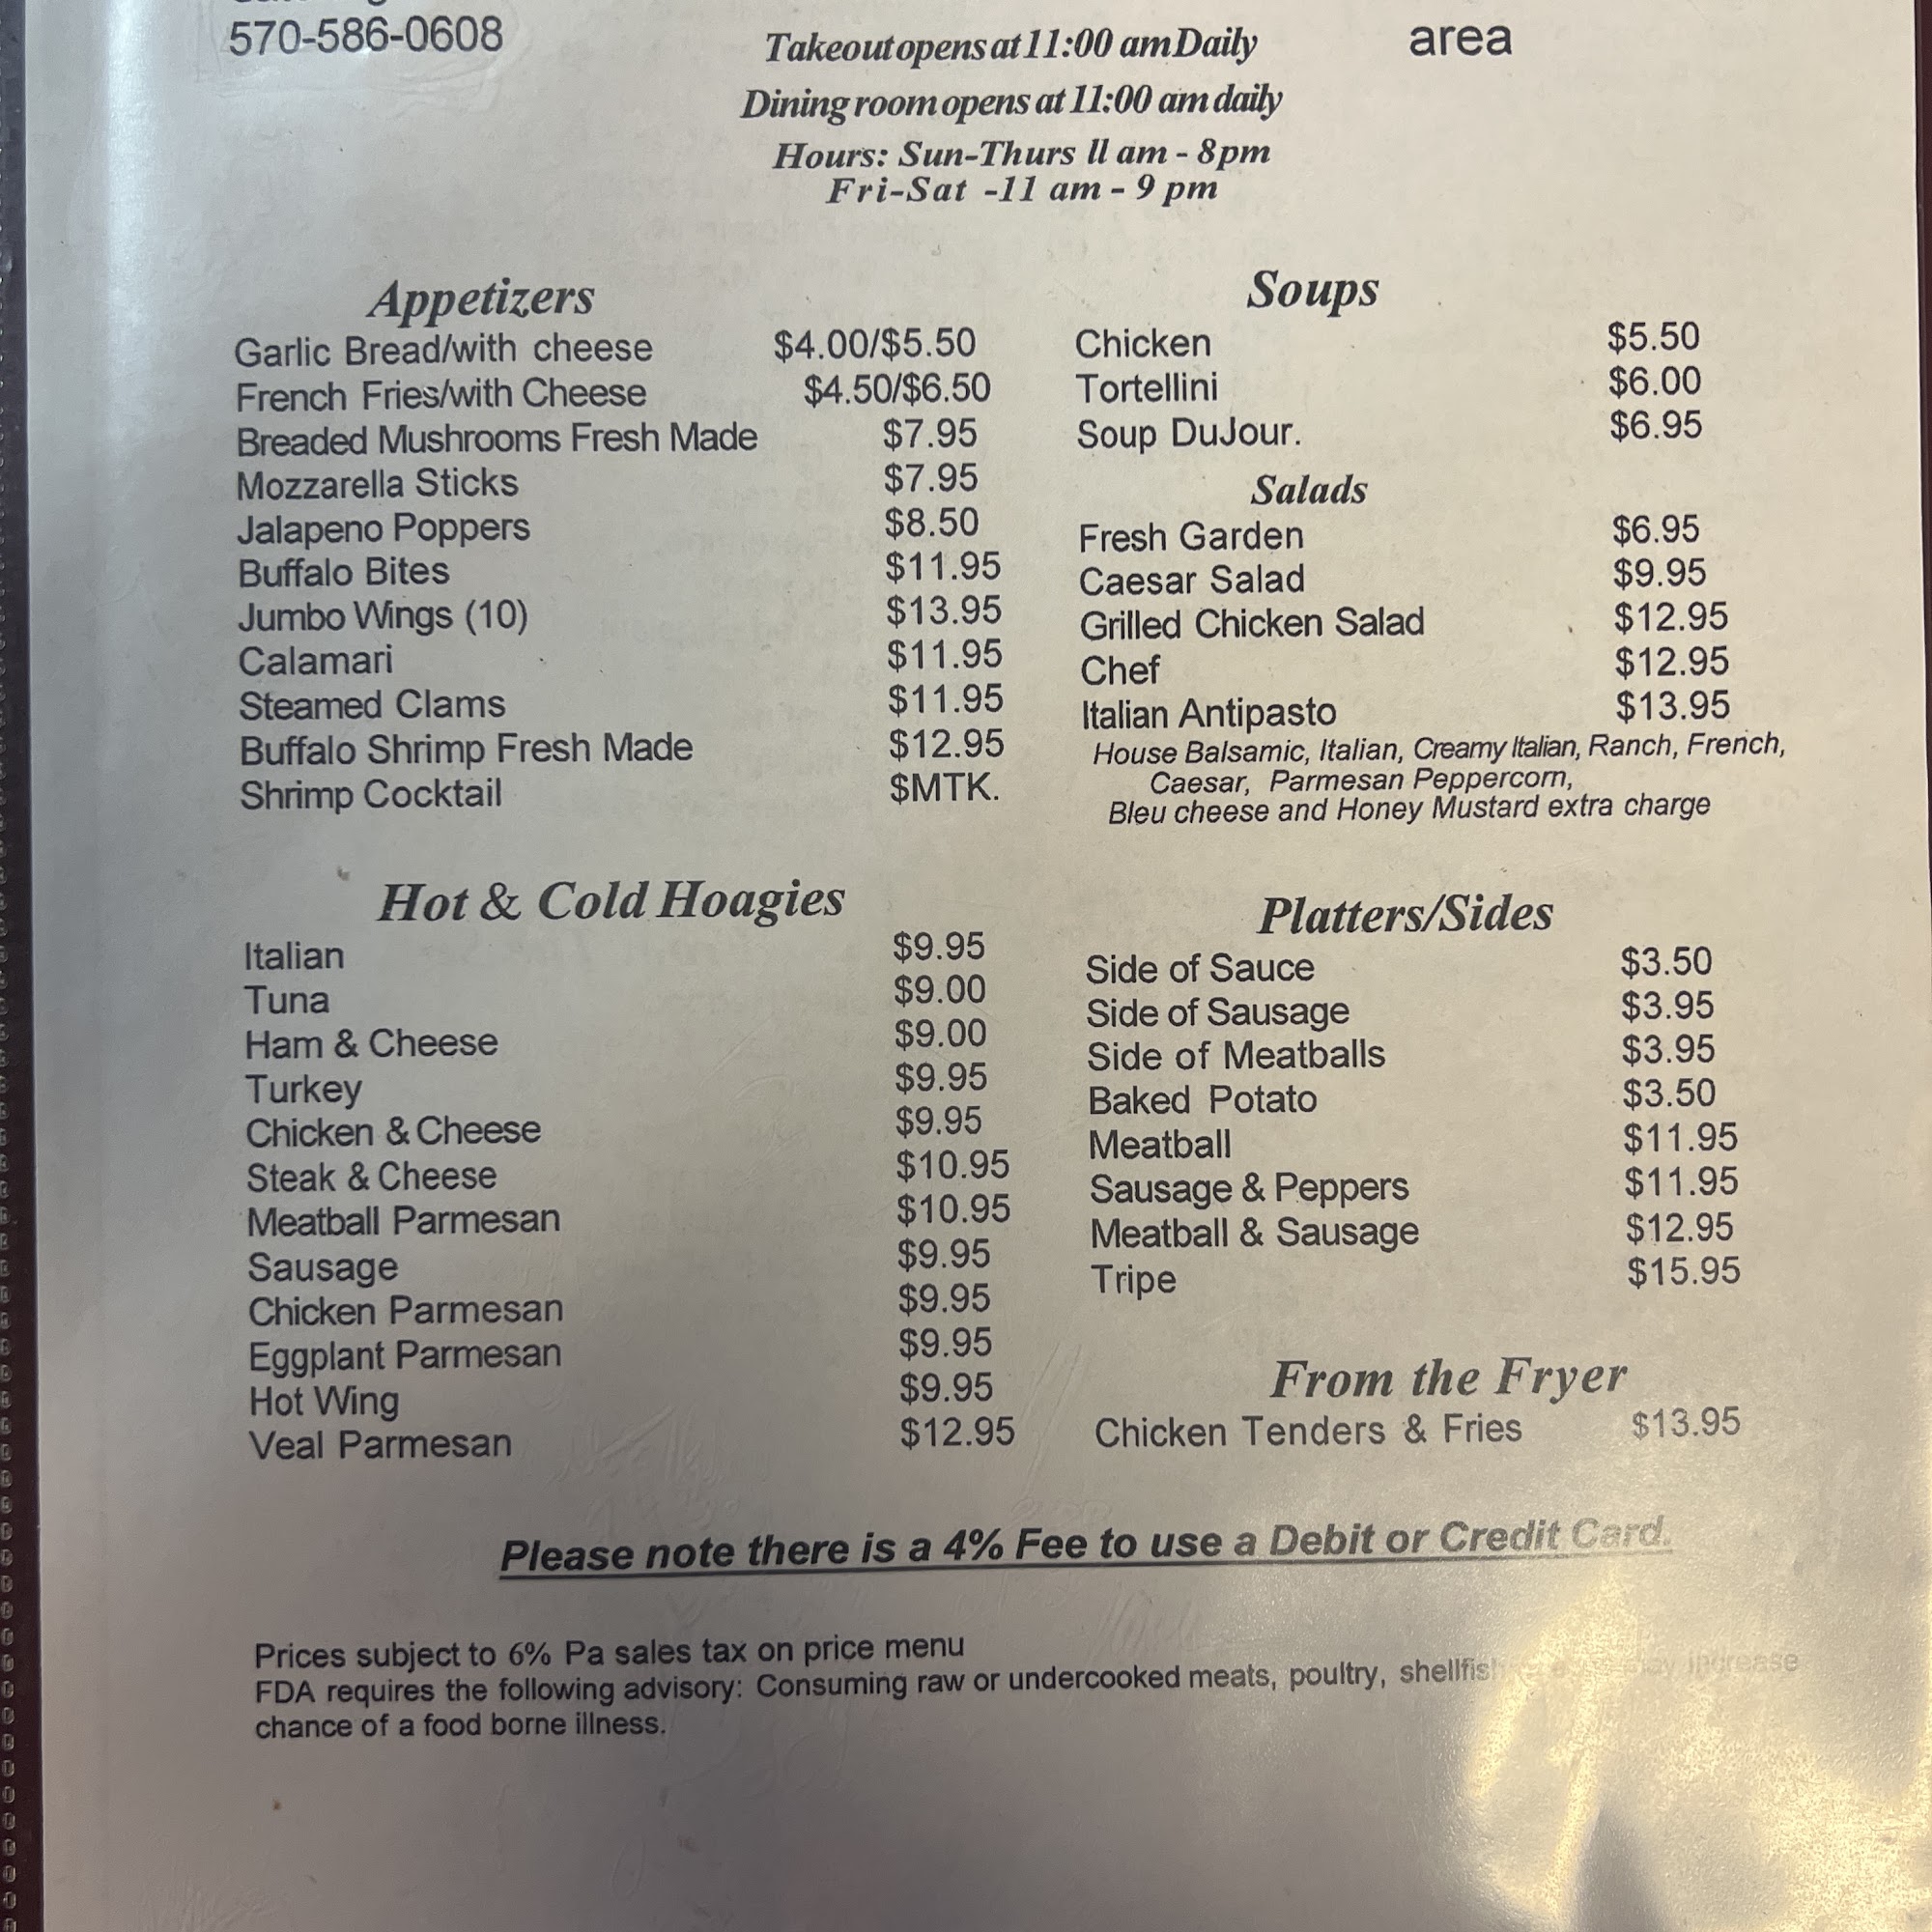 570-586-0608
Takeout opens at 11:00 am Daily
area
Dining room opens at 11:00 am daily
Hours: Sun-Thurs ll am - 8pm
Fri-Sat -11 am - 9 pm
Appetizers
Garlic Bread/with cheese $4.00/$5.50
French Fries/with Cheese $4.50/$6.50
Breaded Mushrooms Fresh Made $7.95
Mozzarella Sticks $7.95
Jalapeno Poppers $8.50
Buffalo Bites $11.95
Jumbo Wings (10) $13.95
Calamari $11.95
Steamed Clams $11.95
Buffalo Shrimp Fresh Made $12.95
Shrimp Cocktail $MTK.
Soups
Chicken $5.50
Tortellini $6.00
Soup DuJour. $6.95
Salads
Fresh Garden $6.95
Caesar Salad $9.95
Grilled Chicken Salad $12.95
Chef $12.95
Italian Antipasto $13.95
House Balsamic, Italian, Creamy Italian, Ranch, French,
Caesar, Parmesan Peppercorn,
Bleu cheese and Honey Mustard extra charge
Hot & Cold Hoagies
Italian $9.95
Tuna $9.00
Ham & Cheese $9.00
Turkey $9.95
Chicken & Cheese $9.95
Steak & Cheese $10.95
Meatball Parmesan $10.95
Sausage $9.95
Chicken Parmesan $9.95
Eggplant Parmesan $9.95
Hot Wing $9.95
Veal Parmesan $12.95
Platters/Sides
Side of Sauce $3.50
Side of Sausage $3.95
Side of Meatballs $3.95
Baked Potato $3.50
Meatball $11.95
Sausage & Peppers $11.95
Meatball & Sausage $12.95
Tripe $15.95
From the Fryer
Chicken Tenders & Fries $13.95
Please note there is a 4% Fee to use a Debit or Credit Card.
Prices subject to 6% Pa sales tax on price menu
FDA requires the following advisory: Consuming raw or undercooked meats, poultry, shellfish may increase
chance of a food borne illness.